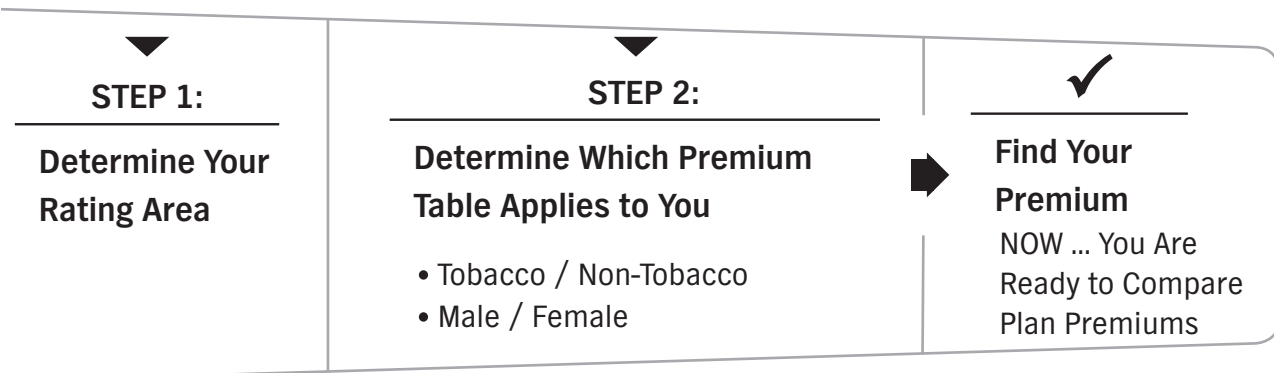 STEP 1:
Determine Your
Rating Area
STEP 2:
Determine Which Premium
Table Applies to You
• Tobacco / Non-Tobacco
• Male / Female
Find Your
Premium
NOW ... You Are
Ready to Compare
Plan Premiums